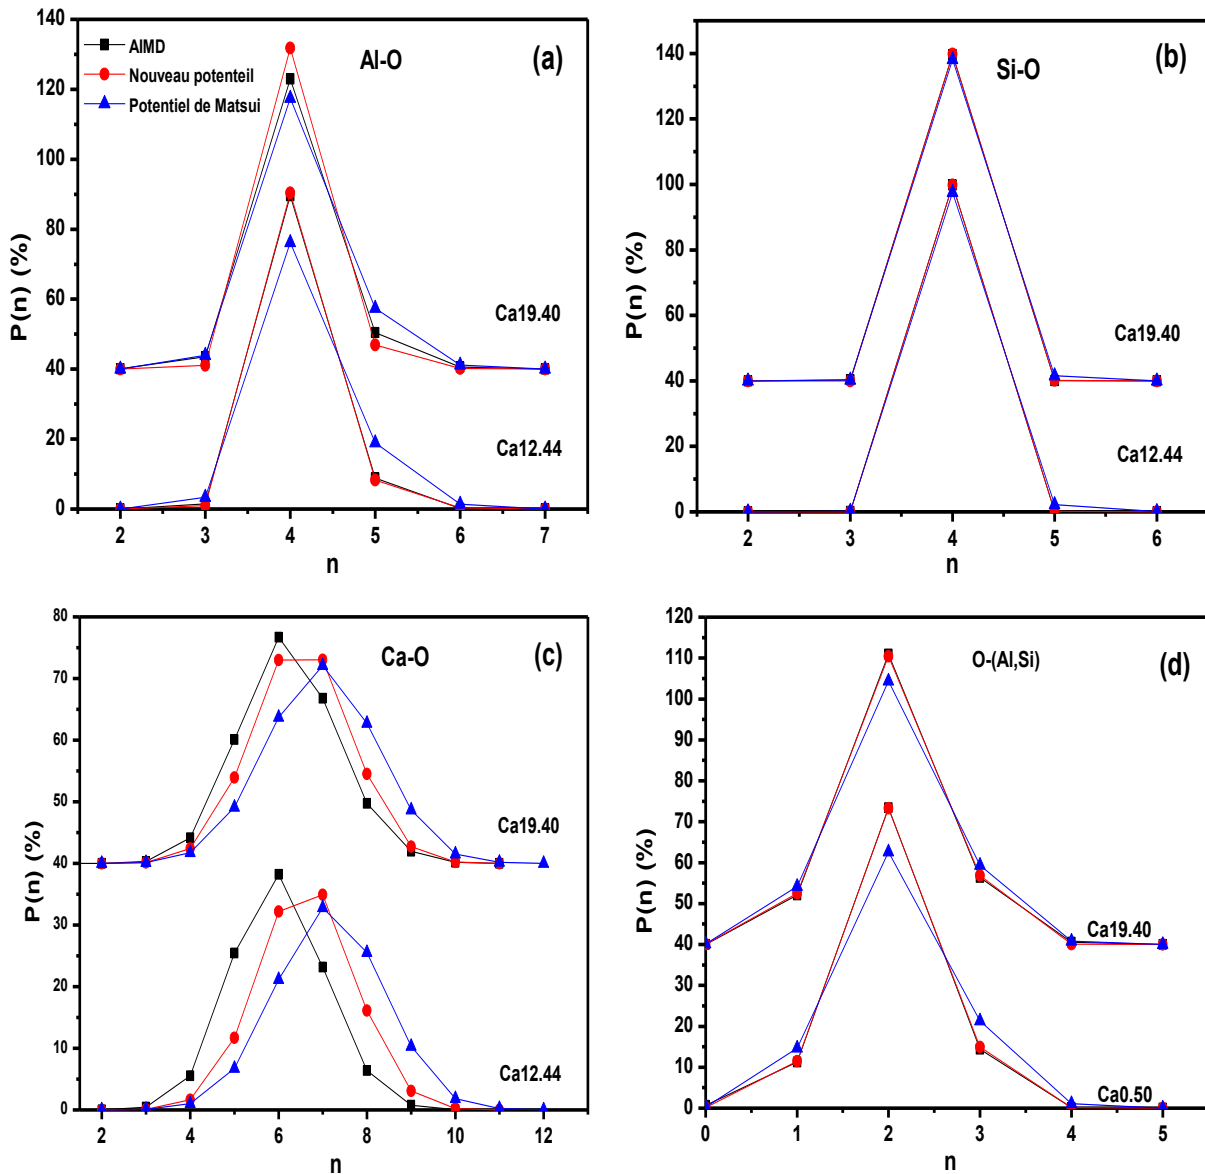 140
120
100
80
60
40
20
0
P(n) (%)
AIMD
Nouveau potenteil
Potentiel de Matsui
Al-O
(a)
Ca19.40
Ca12.44
2 3 4 5 6 7
n
140
120
100
80
60
40
20
0
P(n) (%)
Si-O
(b)
Ca19.40
Ca12.44
2 3 4 5 6
n
80
70
60
50
40
30
20
10
0
P(n) (%)
Ca-O
(c)
Ca19.40
Ca12.44
2 4 6 8 10 12
n
120
110
100
90
80
70
60
50
40
30
20
10
0
P(n) (%)
O-(Al,Si)
(d)
Ca19.40
Ca0.50
0 1 2 3 4 5
n